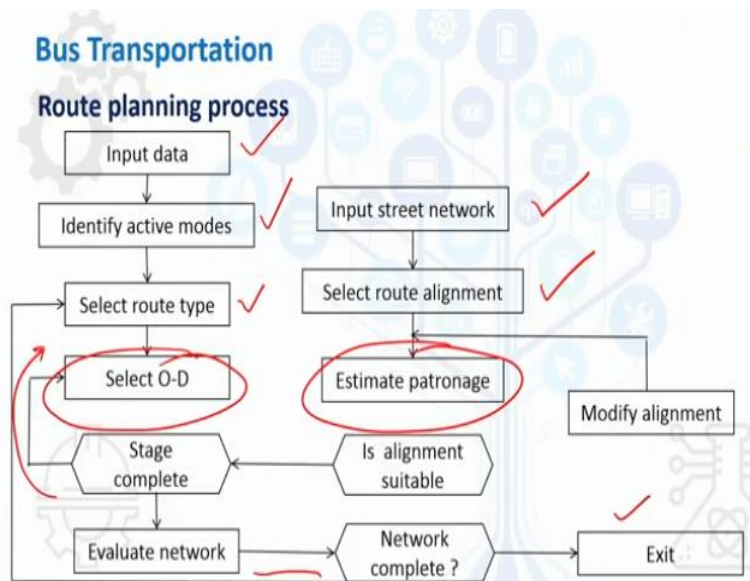 Bus Transportation
Route planning process
Input data
Identify active modes
Select route type
Select O-D
Stage
complete
Evaluate network
Input street network
Select route alignment
Estimate patronage
Modify alignment
Is alignment
suitable
Network
complete ?
Exit